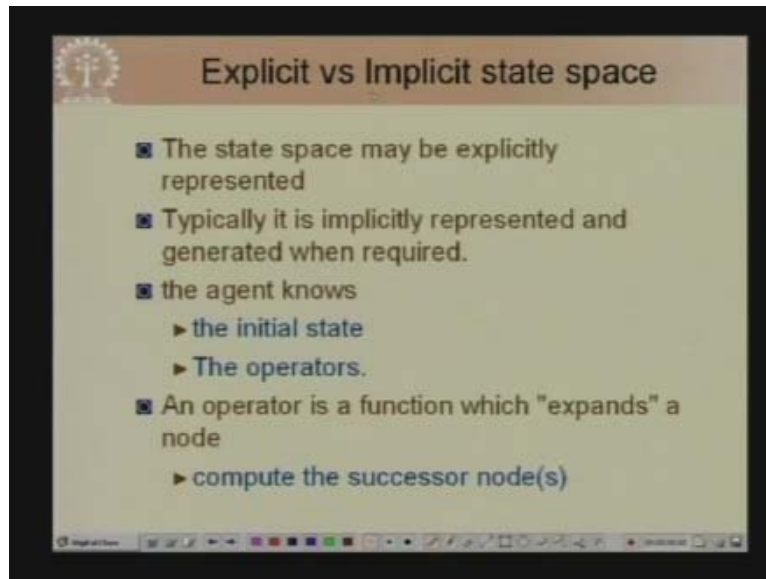 Explicit vs Implicit state space
The state space may be explicitly
represented
Typically it is implicitly represented and
generated when required.
the agent knows
the initial state
The operators.
An operator is a function which "expands" a
node
compute the successor node(s)